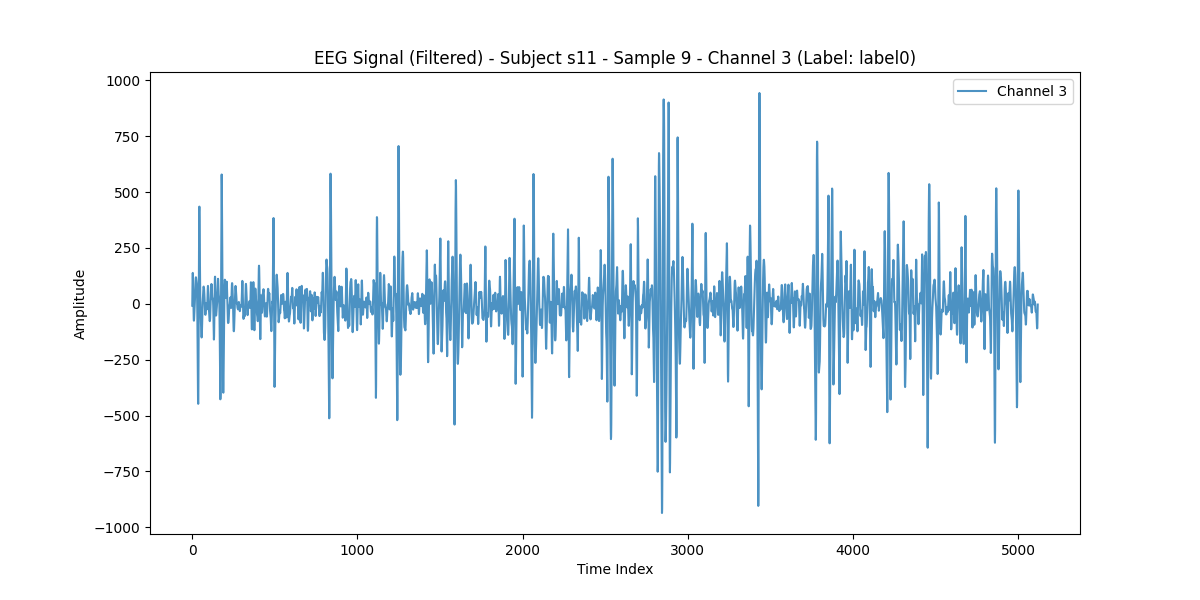 EEG Signal (Filtered) - Subject s11 - Sample 9 - Channel 3 (Label: label0)
Channel 3
1000
750
500
250
0
−250
−500
−750
−1000
Amplitude
0 1000 2000 3000 4000 5000
Time Index